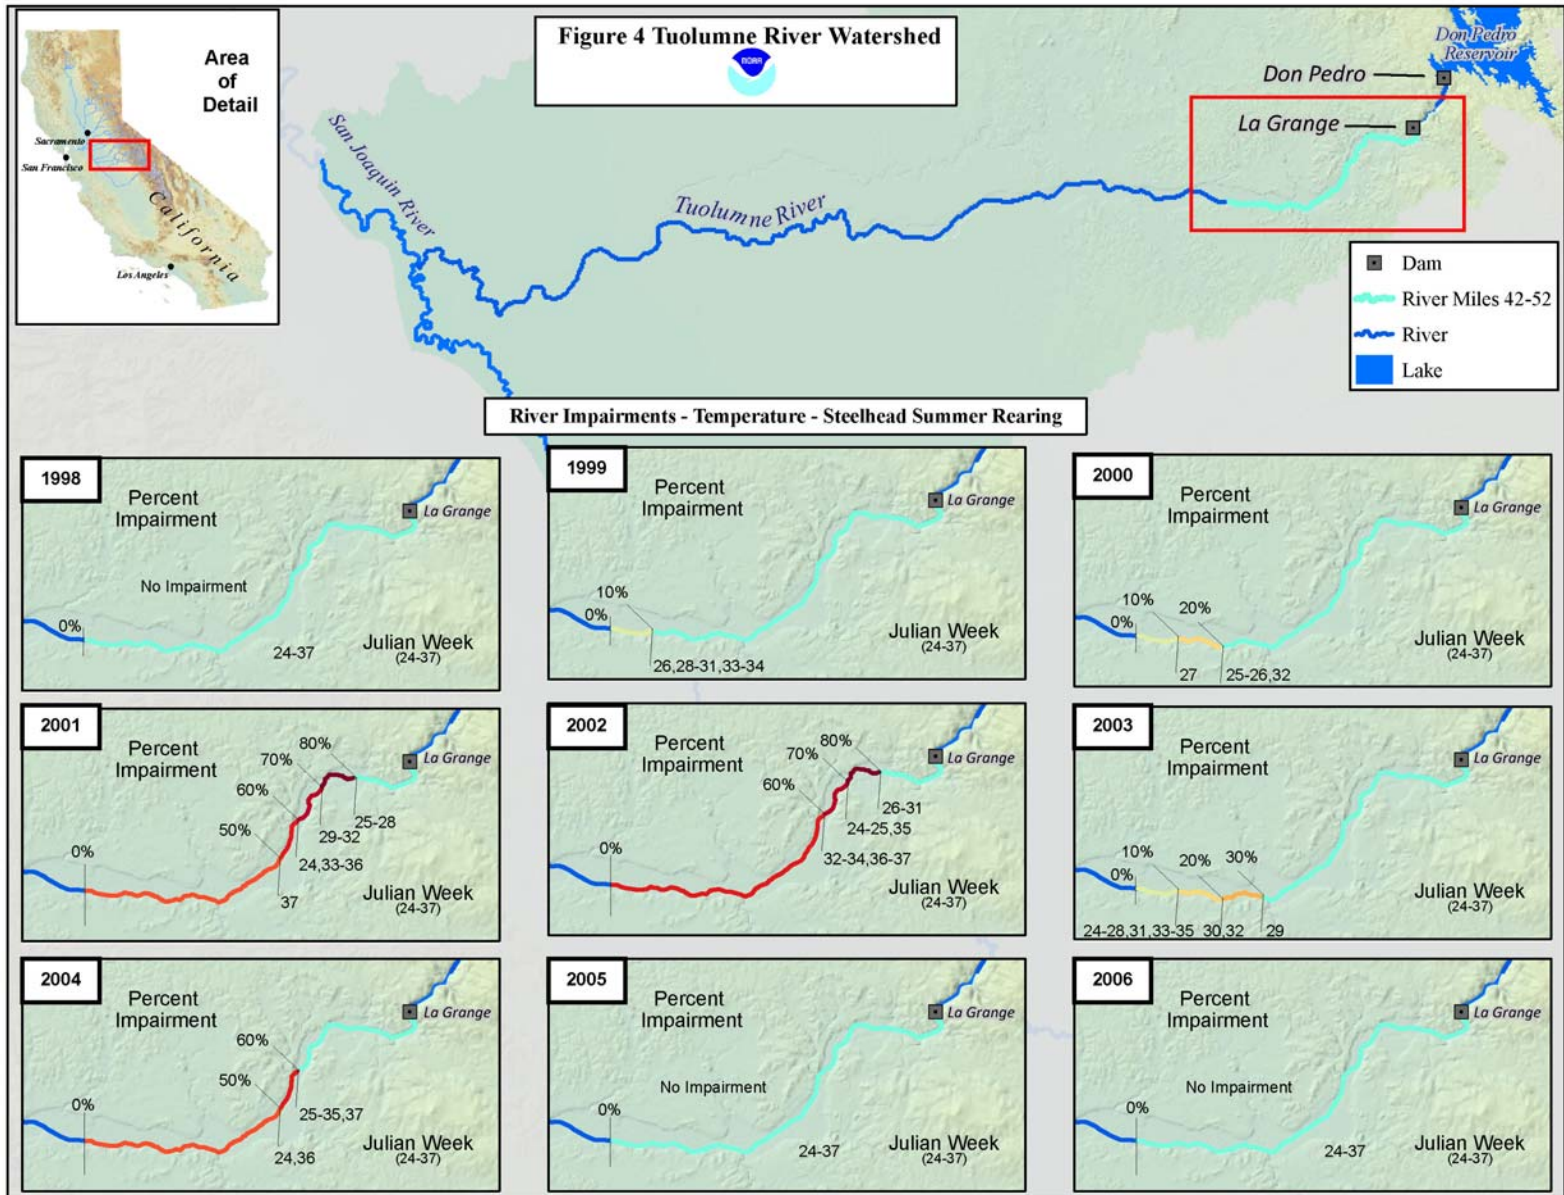 Figure 4 Tuolumne River Watershed
NOAA
Area
of
Detail
Sacramento
San Francisco
California
Los Angeles
San Joaquin River
Tuolumne River
Don Pedro
Reservoir
Don Pedro
La Grange
Dam
River Miles 42-52
River
Lake
River Impairments - Temperature - Steelhead Summer Rearing
1998
Percent
Impairment
La Grange
No Impairment
0%
24-37
Julian Week
(24-37)
1999
Percent
Impairment
La Grange
10%
0%
26,28-31,33-34
Julian Week
(24-37)
2000
Percent
Impairment
La Grange
10%
20%
0%
27
25-26,32
Julian Week
(24-37)
2001
Percent
Impairment
80%
70%
La Grange
60%
50%
0%
25-28
29-32
24,33-36
37
Julian Week
(24-37)
2002
Percent
Impairment
80%
70%
La Grange
60%
0%
26-31
24-25,35
32-34,36-37
Julian Week
(24-37)
2003
Percent
Impairment
La Grange
10%
20%
30%
0%
24-28,31,33-35
30,32
29
Julian Week
(24-37)
2004
Percent
Impairment
La Grange
60%
50%
0%
25-35,37
24,36
Julian Week
(24-37)
2005
Percent
Impairment
La Grange
No Impairment
0%
24-37
Julian Week
(24-37)
2006
Percent
Impairment
La Grange
No Impairment
0%
24-37
Julian Week
(24-37)